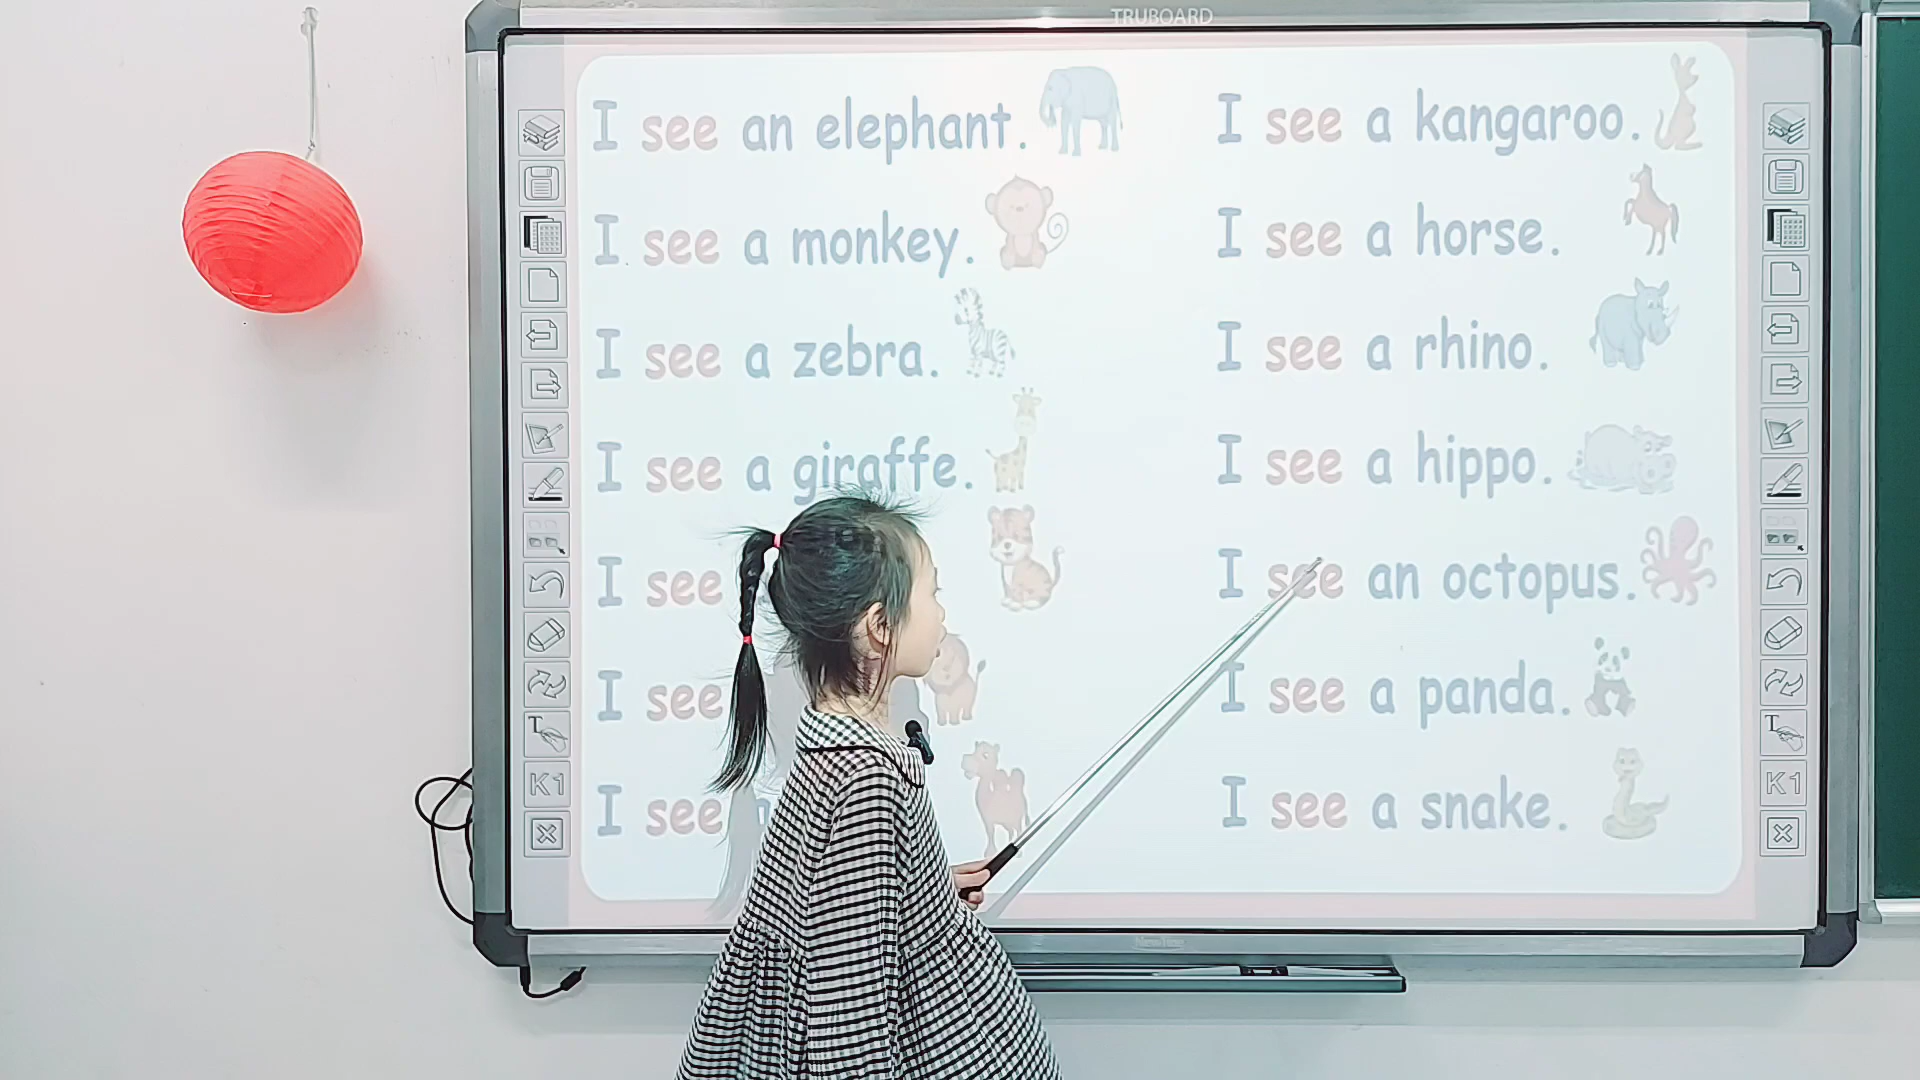 TRUBOARD
I see an elephant.
I see a monkey.
I see a zebra.
I see a giraffe.
I see
I see
I see
I see a kangaroo.
I see a horse.
I see a rhino.
I see a hippo.
I see an octopus.
I see a panda.
I see a snake.
T
K1
T
K1